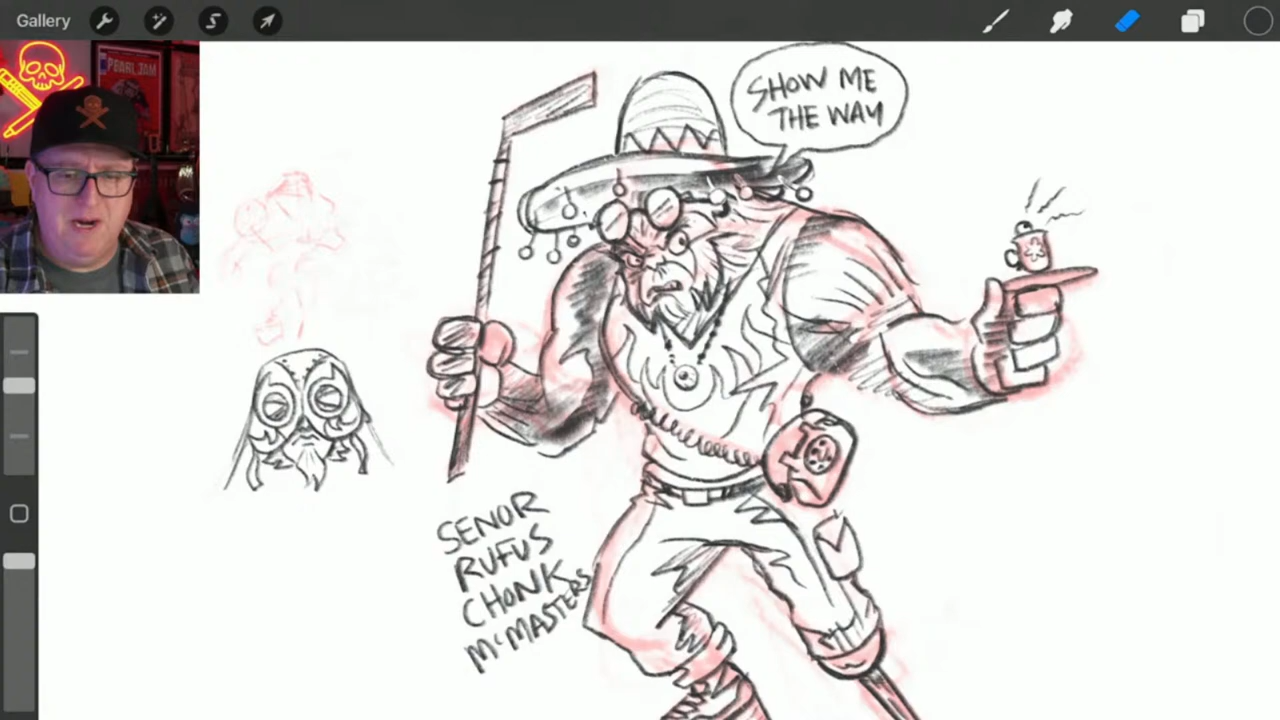 Gallery
PEARL JAM
SHOW ME
THE WAY
SENOR
RUFUS
CHONK
McMASTERS